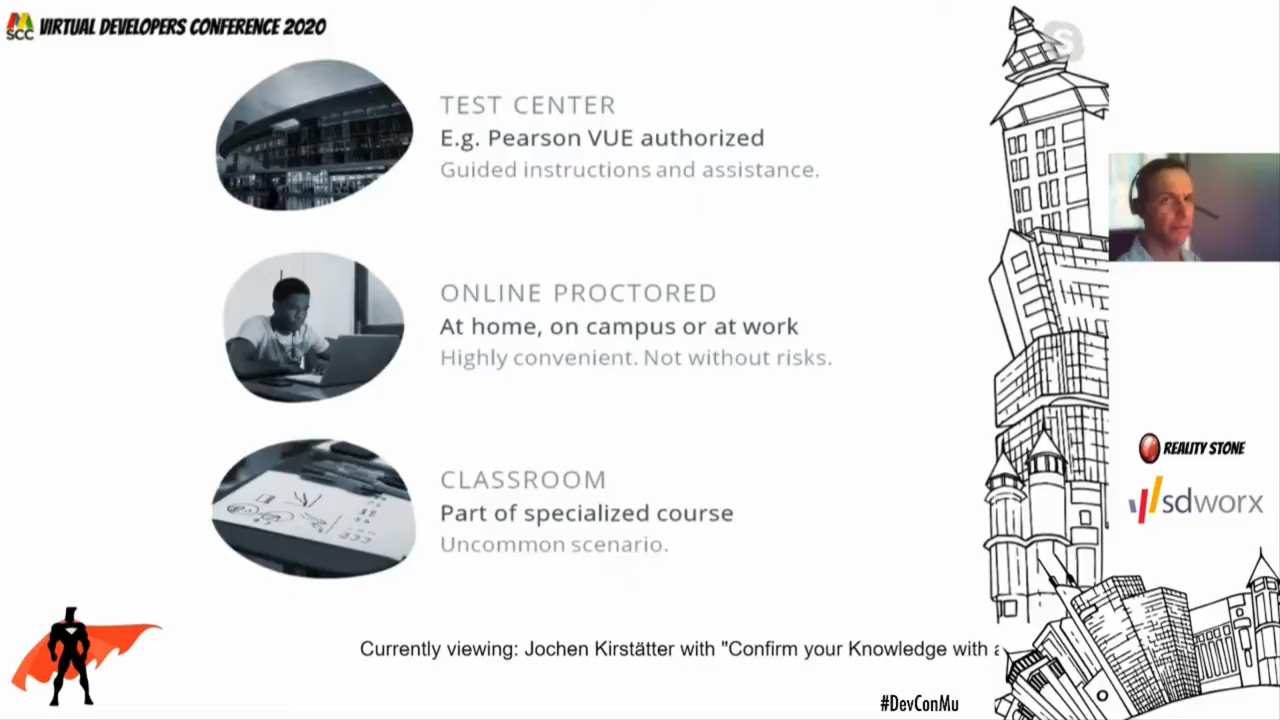 SCC VIRTUAL DEVELOPERS CONFERENCE 2020
TEST CENTER
E.g. Pearson VUE authorized
Guided instructions and assistance.
ONLINE PROCTORED
At home, on campus or at work
Highly convenient. Not without risks.
CLASSROOM
Part of specialized course
Uncommon scenario.
S
REALITY STONE
sdworx
Currently viewing: Jochen Kirstätter with "Confirm your Knowledge with
#DevConMu